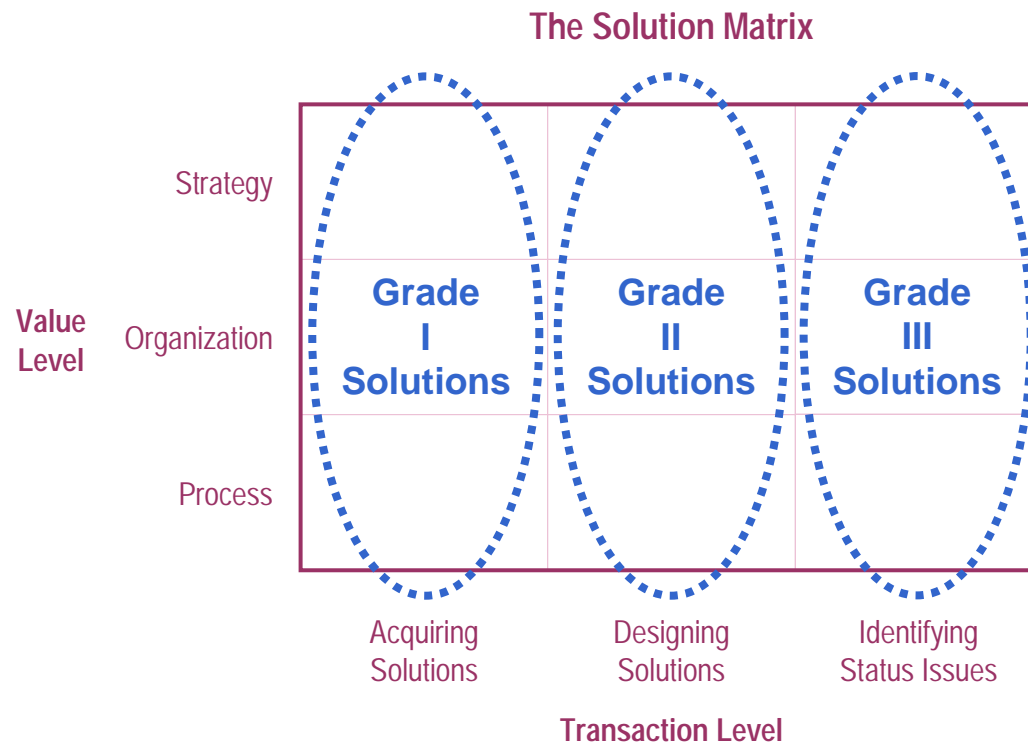 The Solution Matrix
Strategy
Value
Level
Organization
Process
Grade
I
Solutions
Grade
II
Solutions
Grade
III
Solutions
Acquiring
Solutions
Designing
Solutions
Identifying
Status Issues
Transaction Level